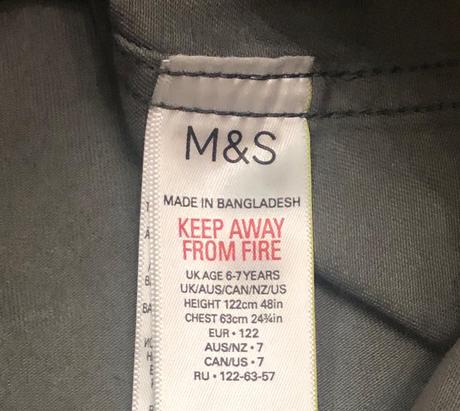 M&S
MADE IN BANGLADESH
KEEP AWAY
FROM FIRE
UK AGE 6-7 YEARS
UK/AUS/CAN/NZ/US
HEIGHT 122cm 48in
CHEST 63cm 24¾in
EUR • 122
AUS/NZ • 7
CAN/US • 7
RU • 122-63-57